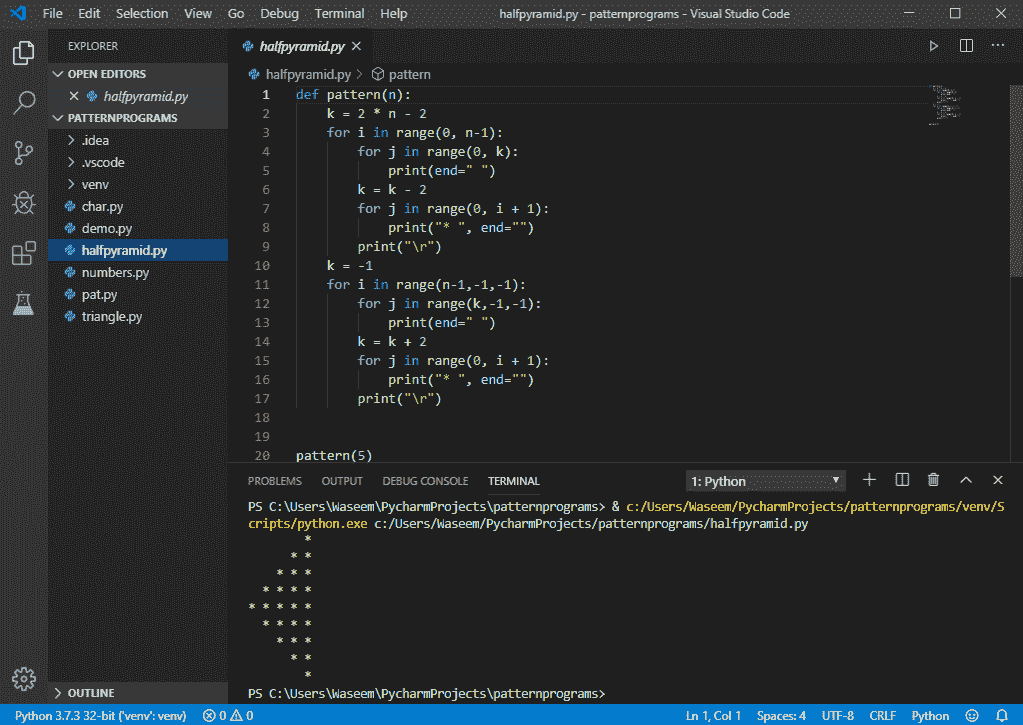 File Edit Selection View Go Debug Terminal Help halfpyramid.py - patternprograms - Visual Studio Code
EXPLORER
OPEN EDITORS
halfpyramid.py
PATTERNPROGRAMS
.idea
.vscode
venv
char.py
demo.py
halfpyramid.py
numbers.py
pat.py
triangle.py
OUTLINE
halfpyramid.py
halfpyramid.py > pattern
1 def pattern(n):
2     k = 2 * n - 2
3     for i in range(0, n-1):
4         for j in range(0, k):
5             print(end=" ")
6         k = k - 2
7         for j in range(0, i + 1):
8             print("* ", end="")
9         print("\r")
10     k = -1
11     for i in range(n-1,-1,-1):
12         for j in range(k,-1,-1):
13             print(end=" ")
14         k = k + 2
15         for j in range(0, i + 1):
16             print("* ", end="")
17         print("\r")
18
19
20 pattern(5)
PROBLEMS OUTPUT DEBUG CONSOLE TERMINAL 1: Python
PS C:\Users\Waseem\PycharmProjects\patternprograms> & c:/Users/Waseem/PycharmProjects/patternprograms/venv/S
cripts/python.exe c:/Users/Waseem/PycharmProjects/patternprograms/halfpyramid.py
        *
      * *
    * * *
  * * * *
* * * * *
  * * * *
    * * *
      * *
        *
PS C:\Users\Waseem\PycharmProjects\patternprograms>
Python 3.7.3 32-bit ('venv': venv) 0 0 Ln 1, Col 1 Spaces: 4 UTF-8 CRLF Python